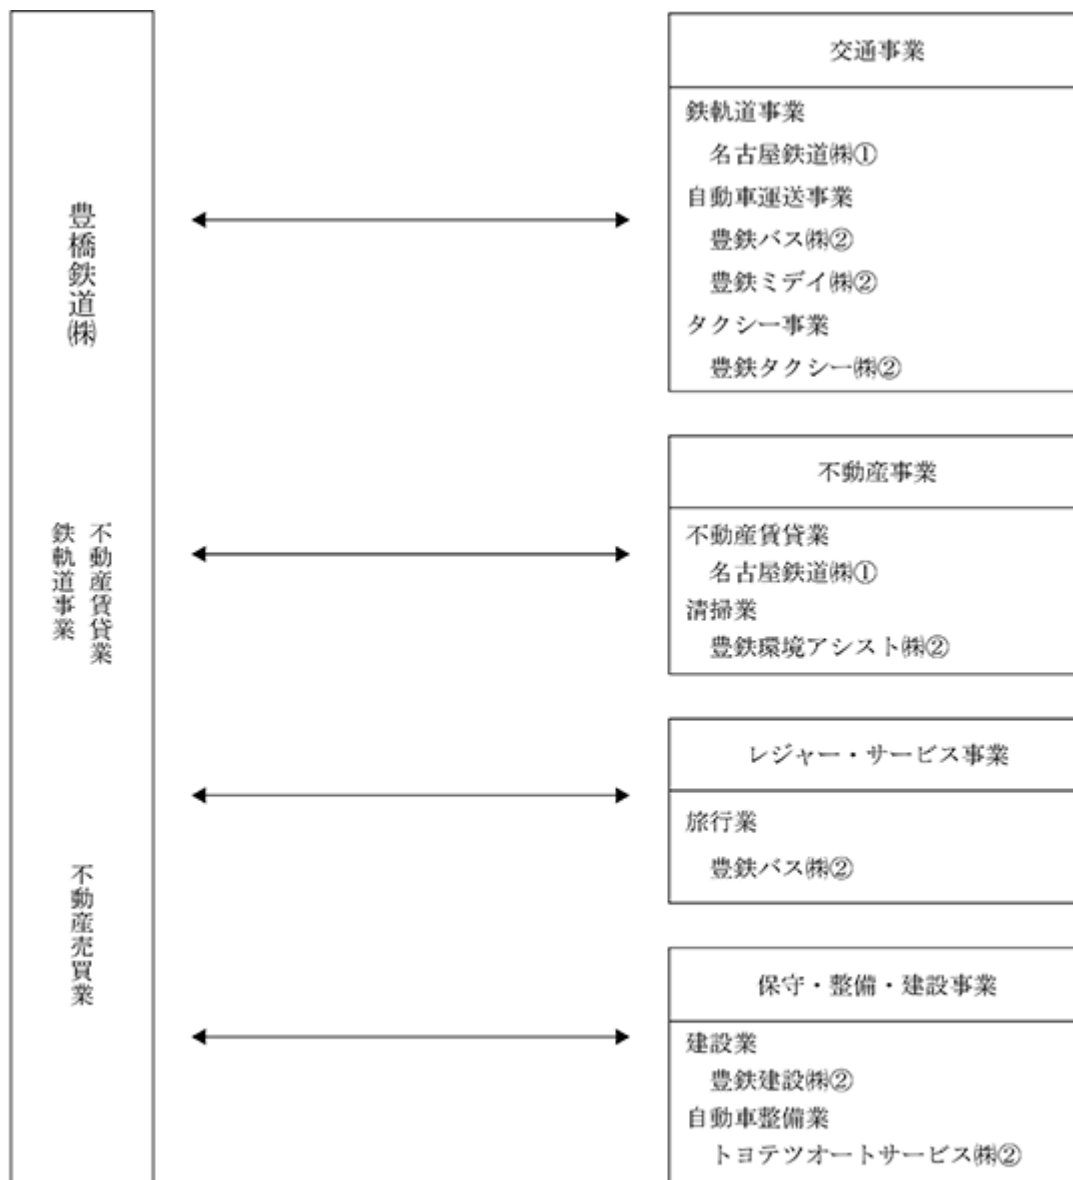 豊橋鉄道㈱
不動産賃貸業
鉄軌道事業
不動産売買業
交通事業
鉄軌道事業
名古屋鉄道㈱①
自動車運送事業
豊鉄バス㈱②
豊鉄ミデイ㈱②
タクシー事業
豊鉄タクシー㈱②
不動産事業
不動産賃貸業
名古屋鉄道㈱①
清掃業
豊鉄環境アシスト㈱②
レジャー・サービス事業
旅行業
豊鉄バス㈱②
保守・整備・建設事業
建設業
豊鉄建設㈱②
自動車整備業
トヨテツオートサービス㈱②